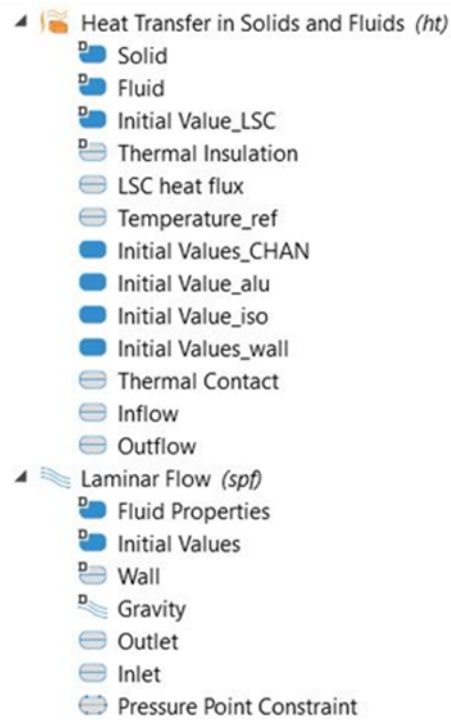 Heat Transfer in Solids and Fluids (ht)
D Solid
D Fluid
D Initial Value_LSC
D Thermal Insulation
LSC heat flux
Temperature_ref
Initial Values_CHAN
Initial Value_alu
Initial Value_iso
Initial Values_wall
Thermal Contact
Inflow
Outflow
Laminar Flow (spf)
D Fluid Properties
D Initial Values
D Wall
D Gravity
Outlet
Inlet
Pressure Point Constraint